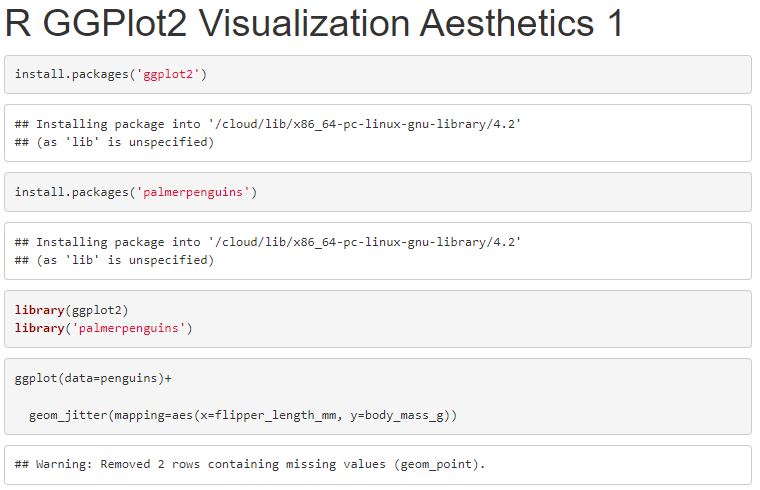 R GGPlot2 Visualization Aesthetics 1
install.packages('ggplot2')
## Installing package into '/cloud/lib/x86_64-pc-linux-gnu-library/4.2'
## (as 'lib' is unspecified)
install.packages('palmerpenguins')
## Installing package into '/cloud/lib/x86_64-pc-linux-gnu-library/4.2'
## (as 'lib' is unspecified)
library(ggplot2)
library('palmerpenguins')
ggplot(data=penguins)+
geom_jitter(mapping=aes(x=flipper_length_mm, y=body_mass_g))
## Warning: Removed 2 rows containing missing values (geom_point).